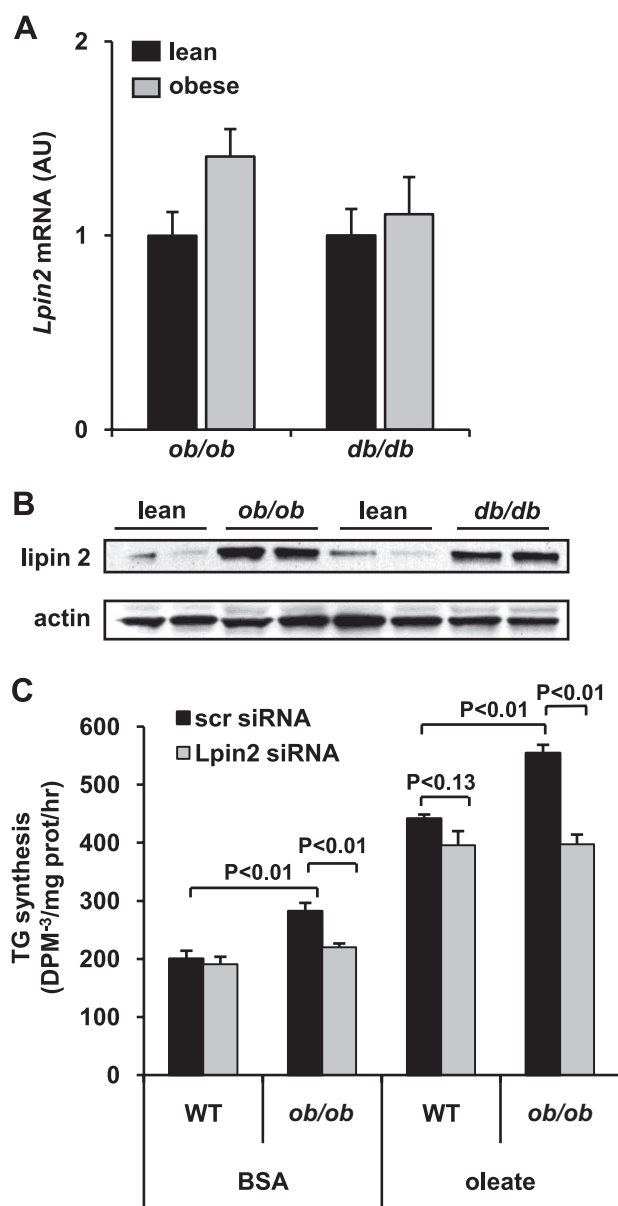 A
2
lean
obese
Lpin2 mRNA (AU)
1
0
ob/ob db/db
B
lean ob/ob lean db/db
lipin 2
actin
C
scr siRNA
Lpin2 siRNA
P<0.01
P<0.01
P<0.13
P<0.01
P<0.01
TG synthesis
(DPM-3/mg prot/hr)
600
500
400
300
200
100
0
WT ob/ob WT ob/ob
BSA oleate